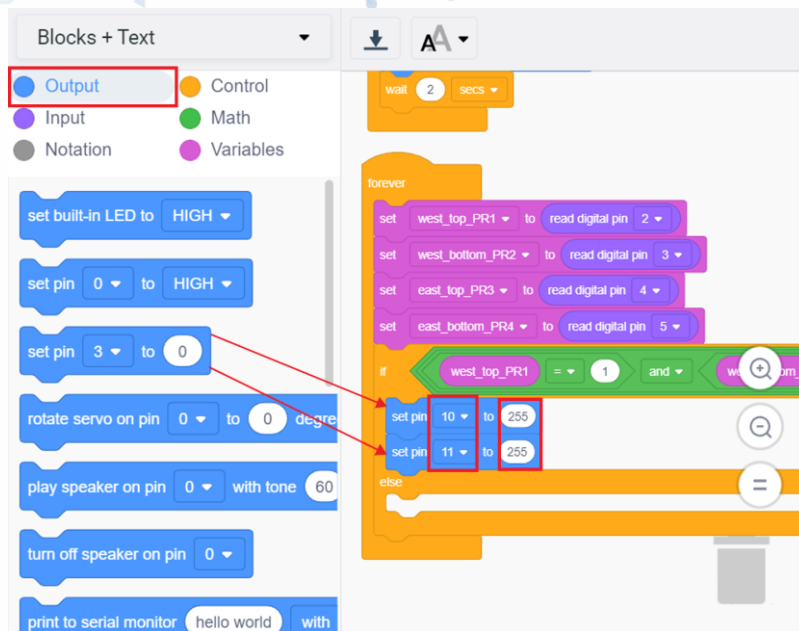 Blocks + Text
AA
Output
Control
Input
Math
Notation
Variables
set built-in LED to HIGH
set pin 0 to HIGH
set pin 3 to 0
rotate servo on pin 0 to 0 degre
play speaker on pin 0 with tone 60
turn off speaker on pin 0
print to serial monitor hello world with
wait 2 secs
forever
set west_top_PR1 to read digital pin 2
set west_bottom_PR2 to read digital pin 3
set east_top_PR3 to read digital pin 4
set east_bottom_PR4 to read digital pin 5
if west_top_PR1 = 1 and
set pin 10 to 255
set pin 11 to 255
else